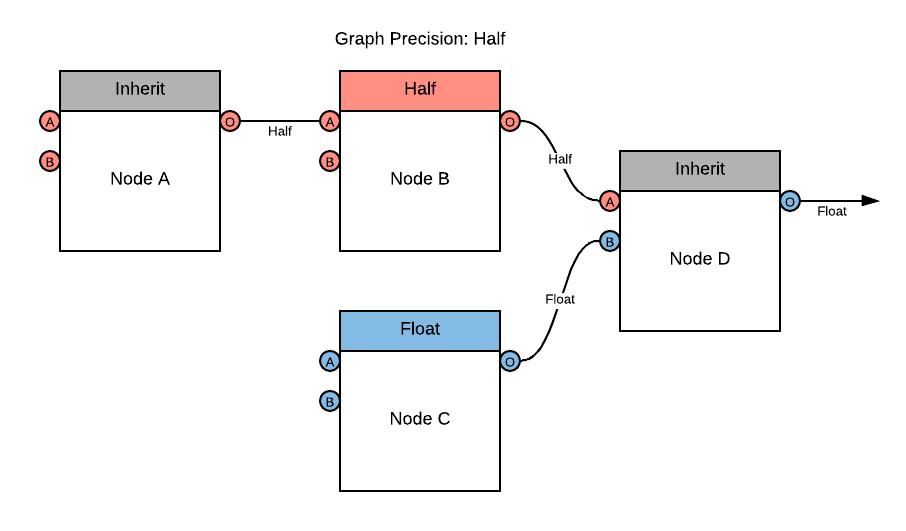 Graph Precision: Half
Inherit
A
B
O
Node A
Half
Half
A
B
O
Node B
Half
Float
A
B
O
Node C
Float
Inherit
A
B
O
Node D
Float